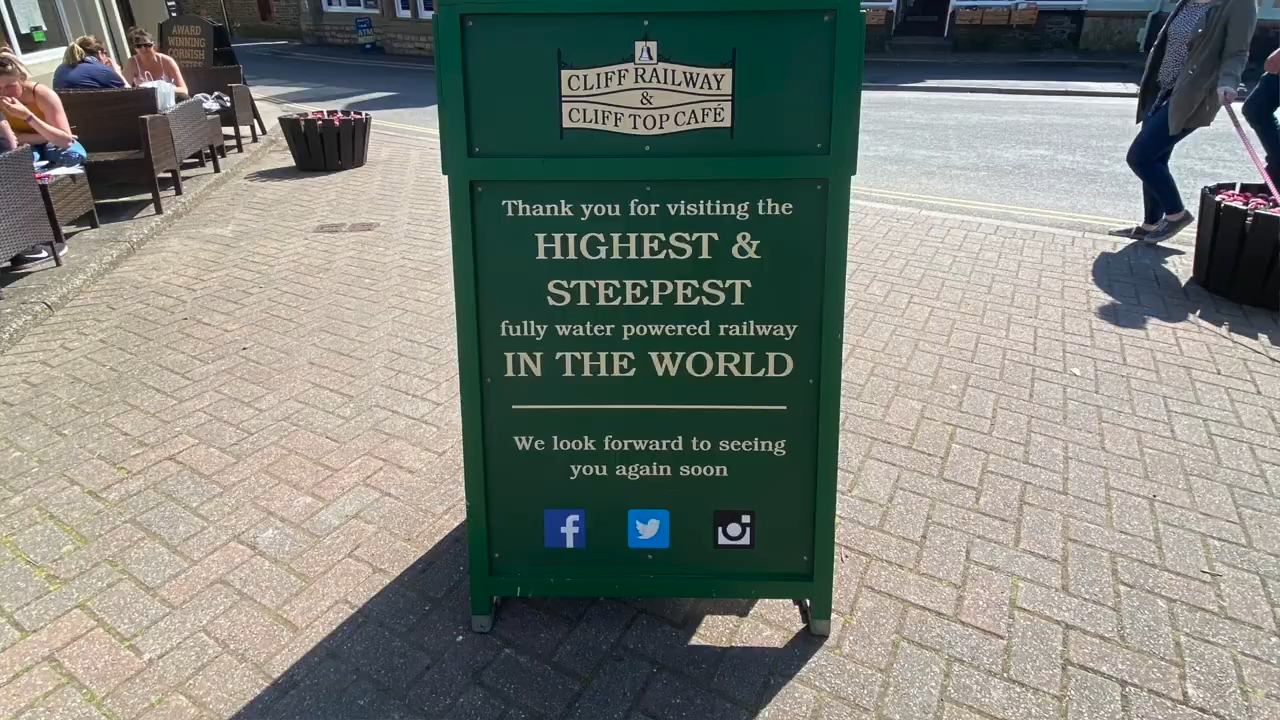 AWARD
WINNING
CORNISH
ATM
CLIFF RAILWAY
&
CLIFF TOP CAFÉ
Thank you for visiting the
HIGHEST &
STEEPEST
fully water powered railway
IN THE WORLD
We look forward to seeing
you again soon